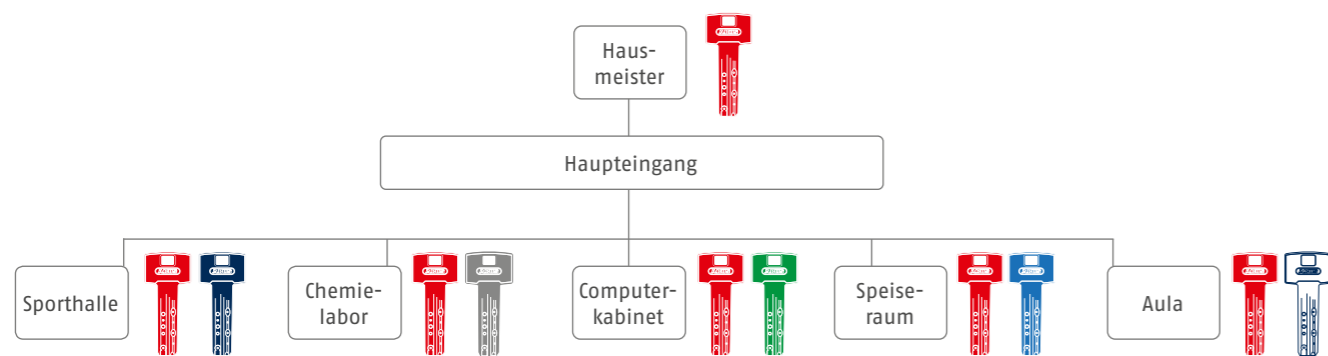 Haus-
meister
Haupteingang
Sporthalle
Chemie-
labor
Computer-
kabinet
Speise-
raum
Aula